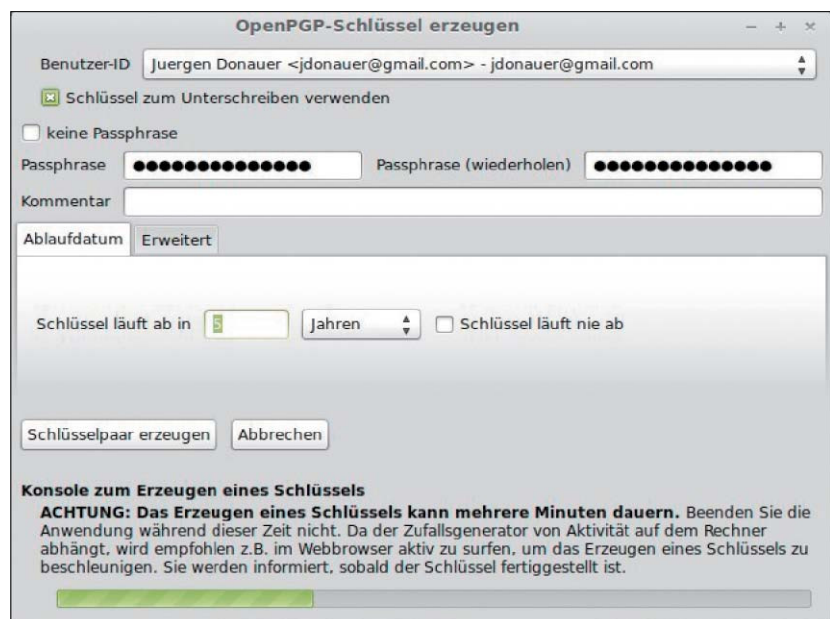 OpenPGP-Schlüssel erzeugen
Benutzer-ID Juergen Donauer <jdonauer@gmail.com> - jdonauer@gmail.com
Schlüssel zum Unterschreiben verwenden
keine Passphrase
Passphrase ●●●●●●●●●●●●●● Passphrase (wiederholen) ●●●●●●●●●●●●●●
Kommentar
Ablaufdatum Erweitert
Schlüssel läuft ab in 5 Jahren Schlüssel läuft nie ab
Schlüsselpaar erzeugen Abbrechen
Konsole zum Erzeugen eines Schlüssels
ACHTUNG: Das Erzeugen eines Schlüssels kann mehrere Minuten dauern. Beenden Sie die
Anwendung während dieser Zeit nicht. Da der Zufallsgenerator von Aktivität auf dem Rechner
abhängt, wird empfohlen z.B. im Webbrowser aktiv zu surfen, um das Erzeugen eines Schlüssels zu
beschleunigen. Sie werden informiert, sobald der Schlüssel fertiggestellt ist.